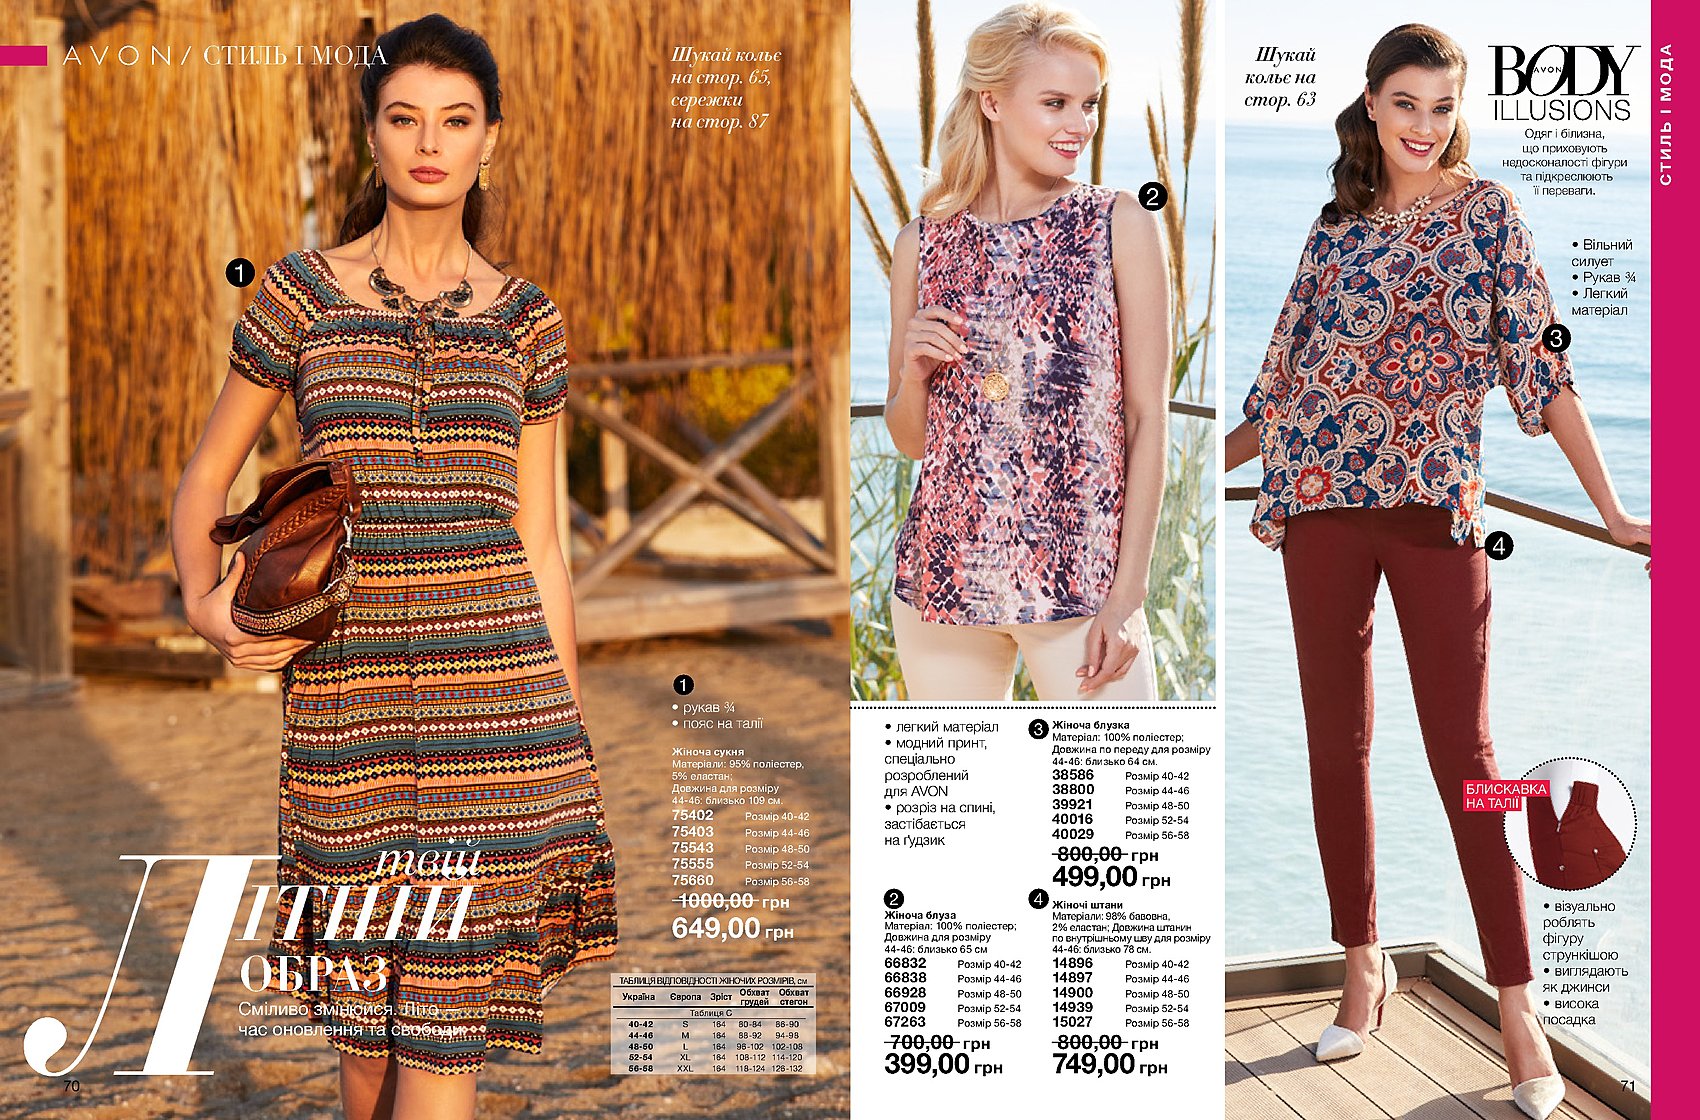 AVON / СТИЛЬ І МОДА
Шукай кольє
на стор. 65,
сережки
на стор. 87
1
1
• рукав ¾
• пояс на талії
Жіноча сукня
Матеріали: 95% поліестер,
5% еластан;
Довжина для розміру
44-46: близько 109 см.
75402 Розмір 40-42
75403 Розмір 44-46
75543 Розмір 48-50
75555 Розмір 52-54
75660 Розмір 56-58
1000,00 грн
649,00 грн
твій
ЛІТНІЙ
ОБРАЗ
Сміливо змінюйся. Літо –
час оновлення та свободи.
ТАБЛИЦЯ ВІДПОВІДНОСТІ ЖІНОЧИХ РОЗМІРІВ, см
Україна Європа Зріст Обхват грудей Обхват стегон
Таблиця С
40-42 S 164 80-84 86-90
44-46 M 164 88-92 94-98
48-50 L 164 96-102 102-108
52-54 XL 164 108-112 114-120
56-58 XXL 164 118-124 126-132
70
2
• легкий матеріал
• модний принт,
спеціально
розроблений
для AVON
• розріз на спині,
застібається
на ґудзик
2
Жіноча блуза
Матеріал: 100% поліестер;
Довжина для розміру
44-46: близько 65 см
66832 Розмір 40-42
66838 Розмір 44-46
66928 Розмір 48-50
67009 Розмір 52-54
67263 Розмір 56-58
700,00 грн
399,00 грн
3 Жіноча блузка
Матеріал: 100% поліестер;
Довжина по переду для розміру
44-46: близько 64 см.
38586 Розмір 40-42
38800 Розмір 44-46
39921 Розмір 48-50
40016 Розмір 52-54
40029 Розмір 56-58
800,00 грн
499,00 грн
4 Жіночі штани
Матеріали: 98% бавовна,
2% еластан; Довжина штанин
по внутрішньому шву для розміру
44-46: близько 78 см.
14896 Розмір 40-42
14897 Розмір 44-46
14900 Розмір 48-50
14939 Розмір 52-54
15027 Розмір 56-58
800,00 грн
749,00 грн
Шукай
кольє на
стор. 63
AVON
BODY
ILLUSIONS
Одяг і білизна,
що приховують
недосконалості фігури
та підкреслюють
її переваги.
• Вільний
силует
• Рукав ¾
• Легкий
матеріал
3
4
БЛИСКАВКА
НА ТАЛІЇ
• візуально
роблять
фігуру
стрункішою
• виглядають
як джинси
• висока
посадка
71
СТИЛЬ І МОДА